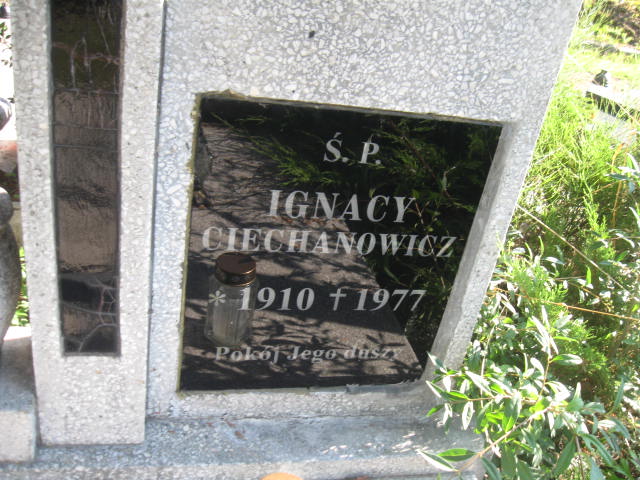 Ś. P.
IGNACY
CIECHANOWICZ
* 1910 † 1977
Pokój Jego duszy